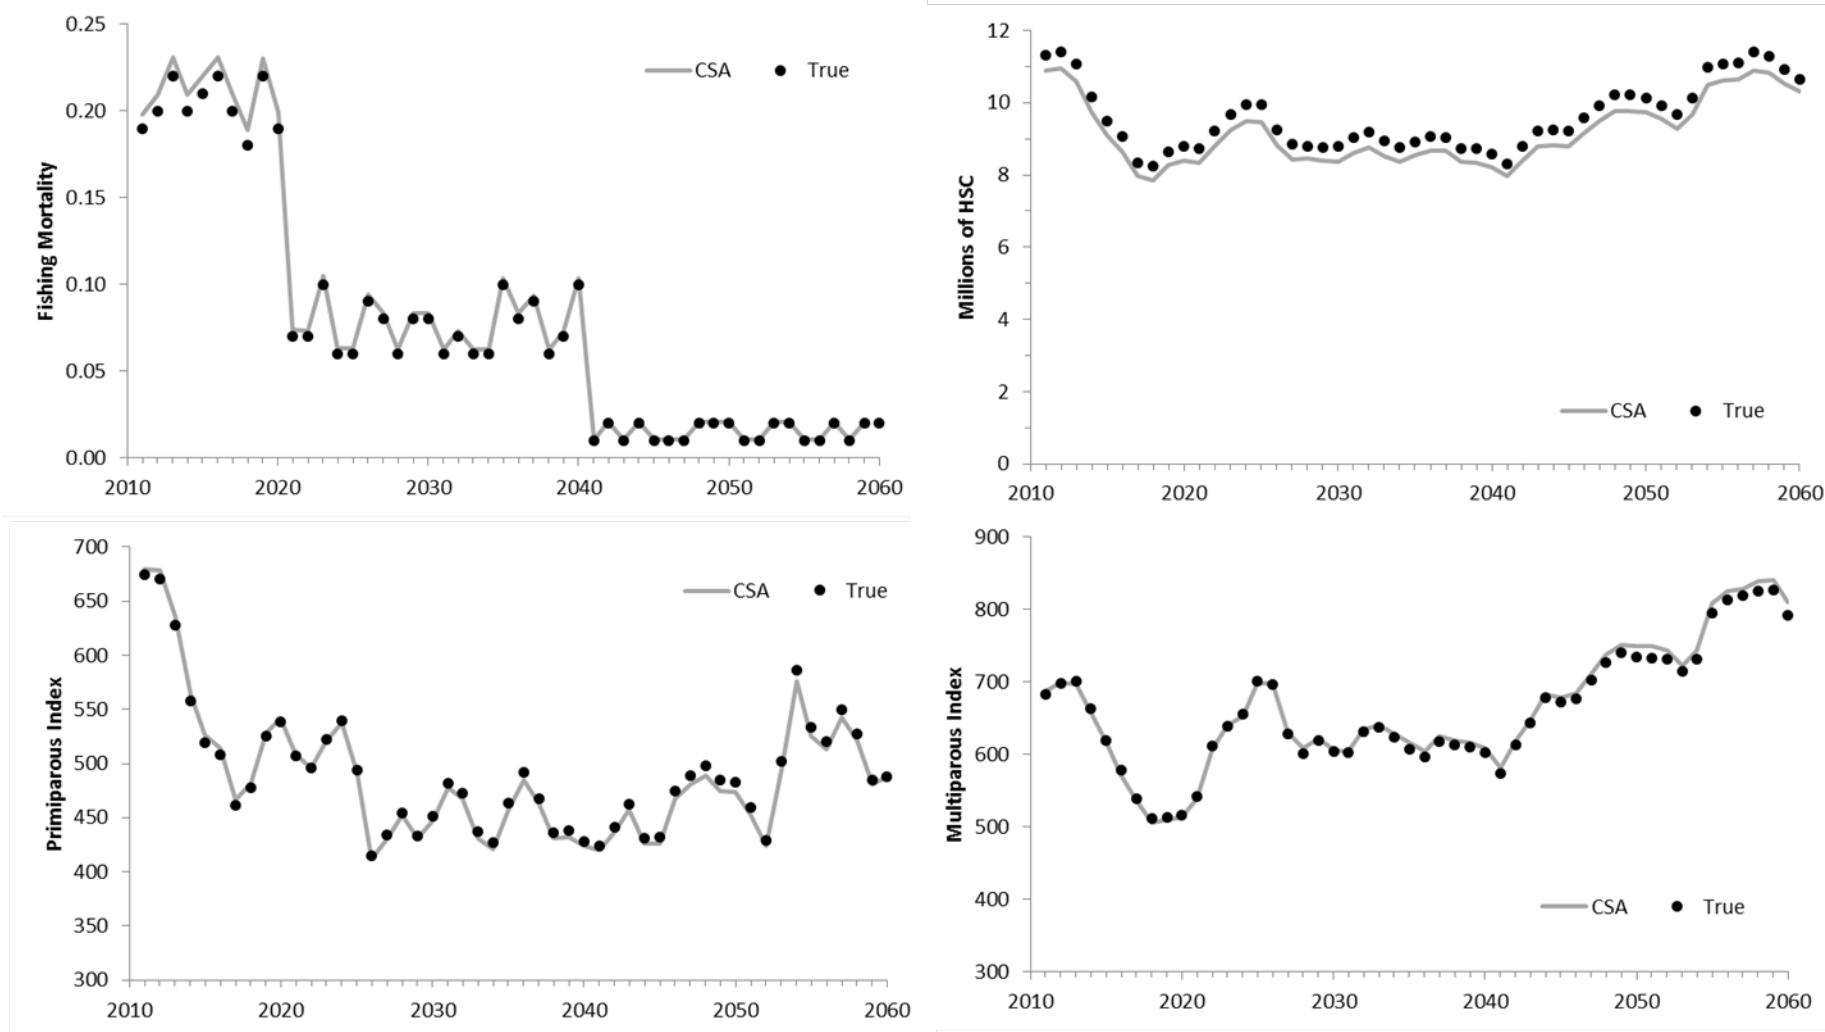 0.25
0.20
0.15
0.10
0.05
0.00
Fishing Mortality
CSA True
2010 2020 2030 2040 2050 2060
12
10
8
6
4
2
0
Millions of HSC
CSA True
2010 2020 2030 2040 2050 2060
700
650
600
550
500
450
400
350
300
Primiparous Index
CSA True
2010 2020 2030 2040 2050 2060
900
800
700
600
500
400
300
Multiparous Index
CSA True
2010 2020 2030 2040 2050 2060